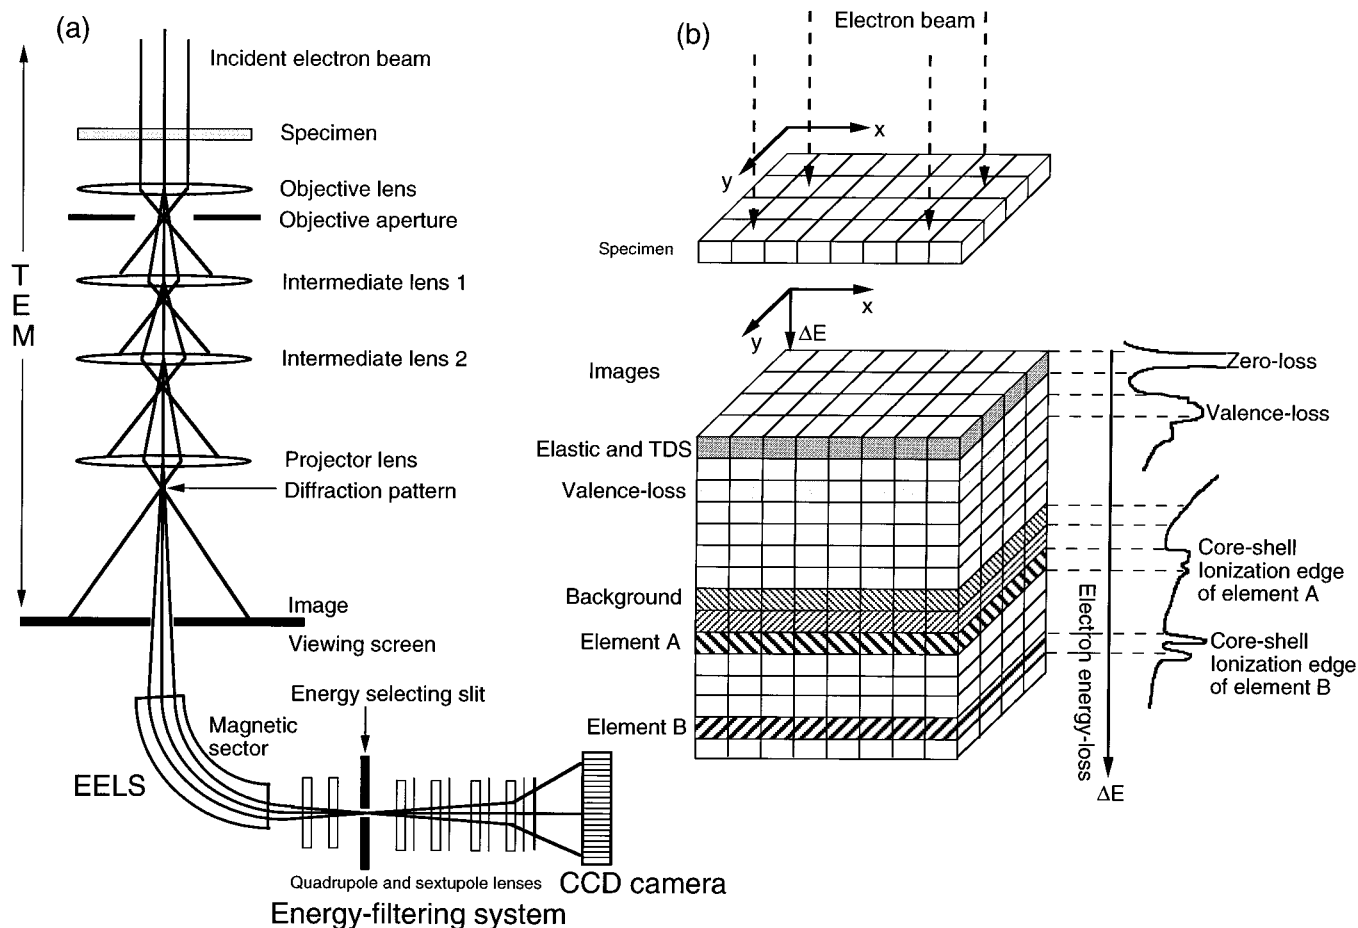 (a)
Incident electron beam
Specimen
Objective lens
Objective aperture
TEM
Intermediate lens 1
Intermediate lens 2
Projector lens
Diffraction pattern
Image
Viewing screen
Energy selecting slit
Magnetic
sector
EELS
Quadrupole and sextupole lenses
CCD camera
Energy-filtering system
(b)
Electron beam
x
y
Specimen
x
y
ΔE
Images
Elastic and TDS
Valence-loss
Background
Element A
Element B
Zero-loss
Valence-loss
Core-shell
Ionization edge
of element A
Core-shell
Ionization edge
of element B
Electron energy-loss
ΔE